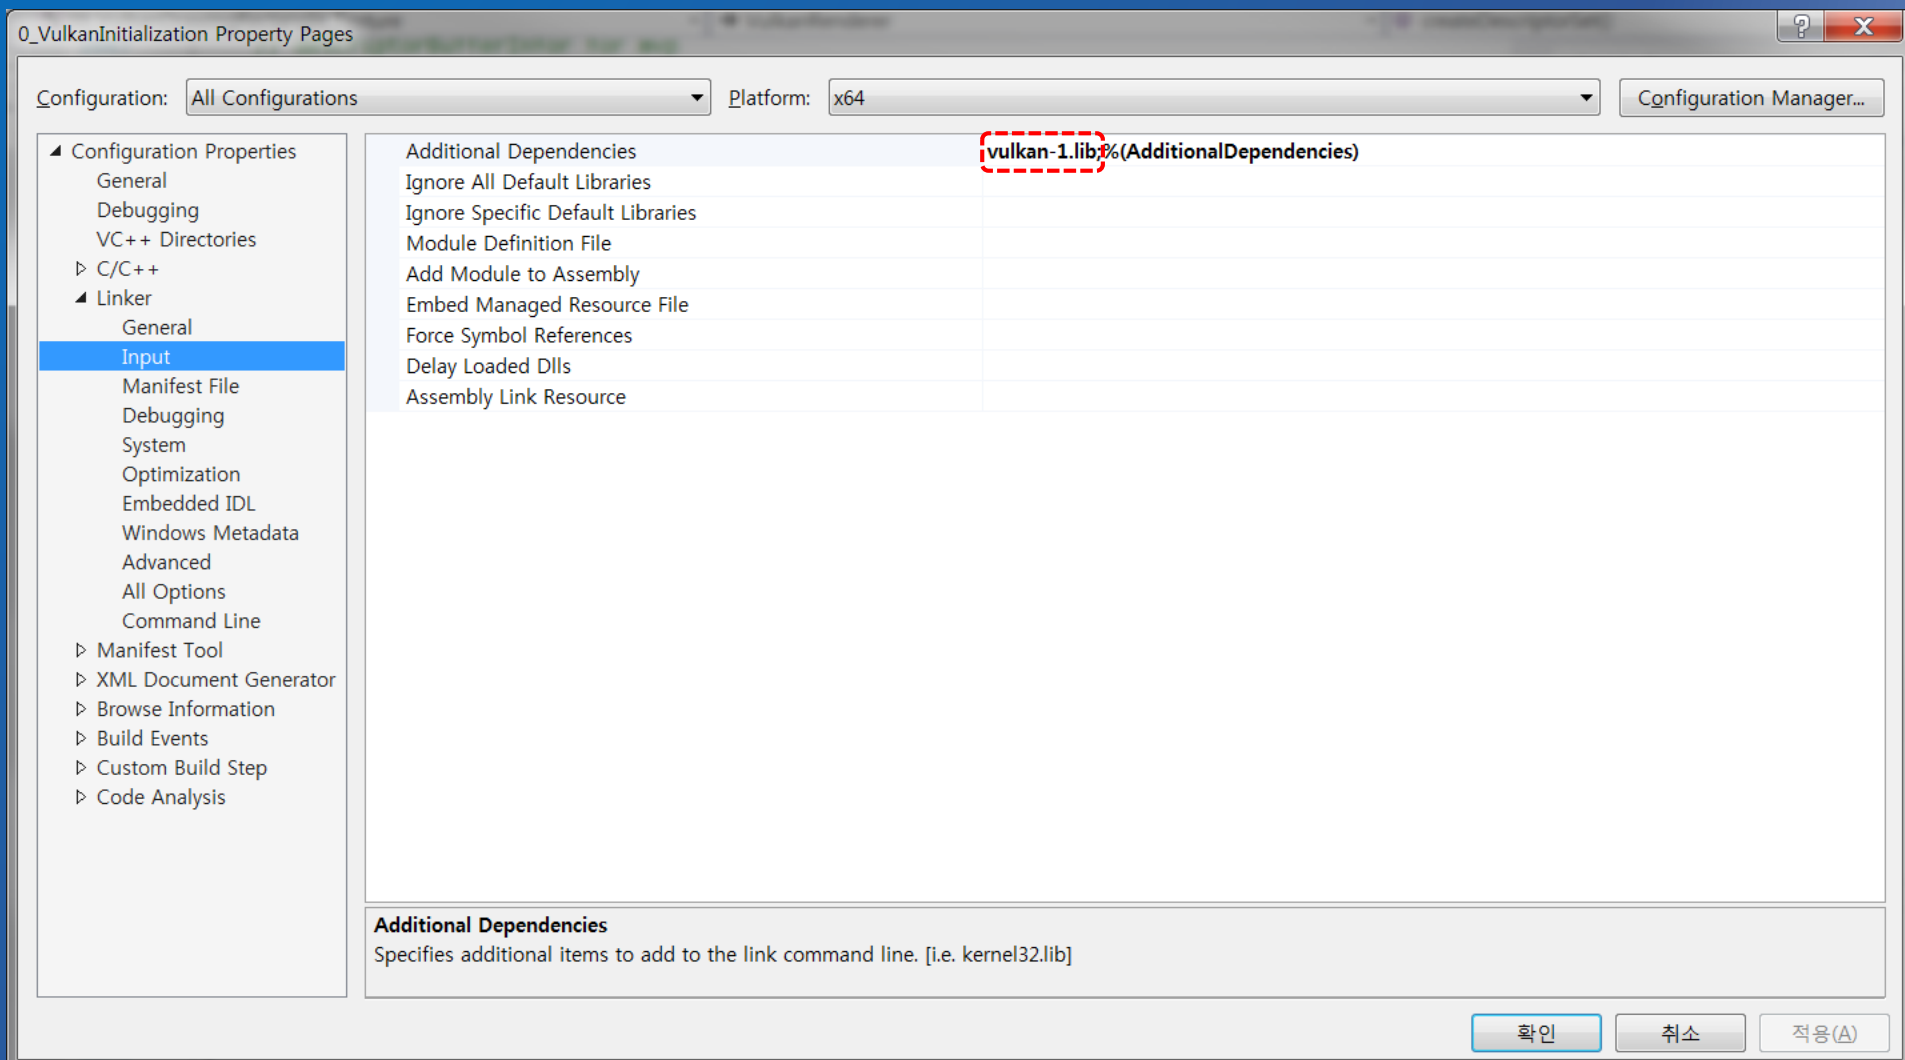 0_VulkanInitialization Property Pages
Configuration: All Configurations Platform: x64 Configuration Manager...
Configuration Properties
General
Debugging
VC++ Directories
C/C++
Linker
General
Input
Manifest File
Debugging
System
Optimization
Embedded IDL
Windows Metadata
Advanced
All Options
Command Line
Manifest Tool
XML Document Generator
Browse Information
Build Events
Custom Build Step
Code Analysis
Additional Dependencies vulkan-1.lib;%(AdditionalDependencies)
Ignore All Default Libraries
Ignore Specific Default Libraries
Module Definition File
Add Module to Assembly
Embed Managed Resource File
Force Symbol References
Delay Loaded Dlls
Assembly Link Resource
Additional Dependencies
Specifies additional items to add to the link command line. [i.e. kernel32.lib]
확인 취소 적용(A)